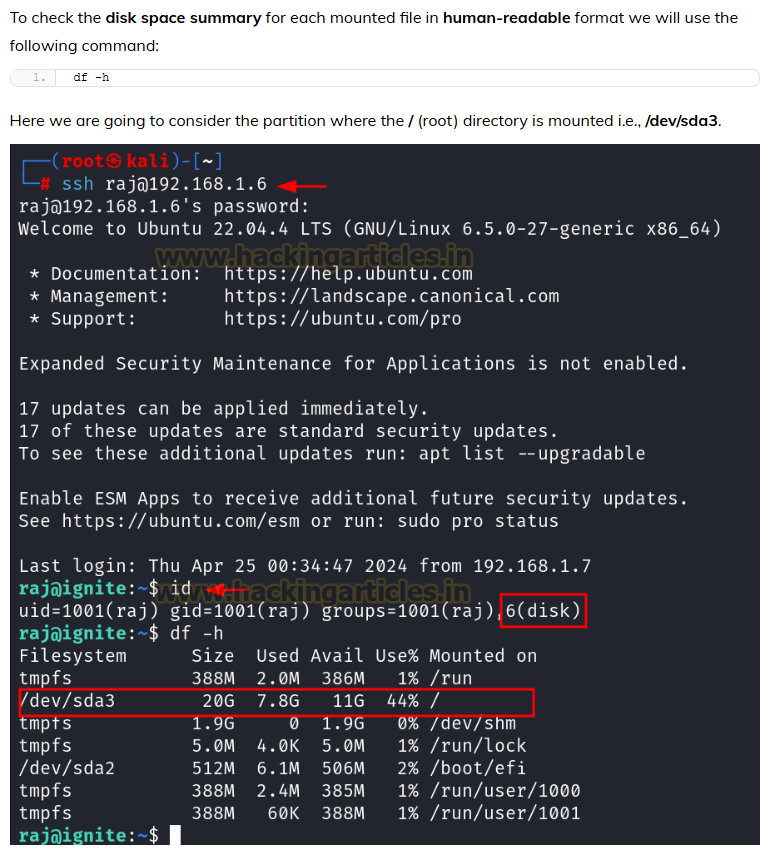 To check the disk space summary for each mounted file in human-readable format we will use the
following command:
1. df -h
Here we are going to consider the partition where the / (root) directory is mounted i.e., /dev/sda3.
┌──(root㉿kali)-[~]
└─# ssh raj@192.168.1.6
raj@192.168.1.6's password:
Welcome to Ubuntu 22.04.4 LTS (GNU/Linux 6.5.0-27-generic x86_64)
www.hackingarticles.in
* Documentation: https://help.ubuntu.com
* Management: https://landscape.canonical.com
* Support: https://ubuntu.com/pro
Expanded Security Maintenance for Applications is not enabled.
17 updates can be applied immediately.
17 of these updates are standard security updates.
To see these additional updates run: apt list --upgradable
Enable ESM Apps to receive additional future security updates.
See https://ubuntu.com/esm or run: sudo pro status
Last login: Thu Apr 25 00:34:47 2024 from 192.168.1.7
raj@ignite:~$ id
www.hackingarticles.in
uid=1001(raj) gid=1001(raj) groups=1001(raj),6(disk)
raj@ignite:~$ df -h
Filesystem Size Used Avail Use% Mounted on
tmpfs 388M 2.0M 386M 1% /run
/dev/sda3 20G 7.8G 11G 44% /
tmpfs 1.9G 0 1.9G 0% /dev/shm
tmpfs 5.0M 4.0K 5.0M 1% /run/lock
/dev/sda2 512M 6.1M 506M 2% /boot/efi
tmpfs 388M 2.4M 385M 1% /run/user/1000
tmpfs 388M 60K 388M 1% /run/user/1001
raj@ignite:~$